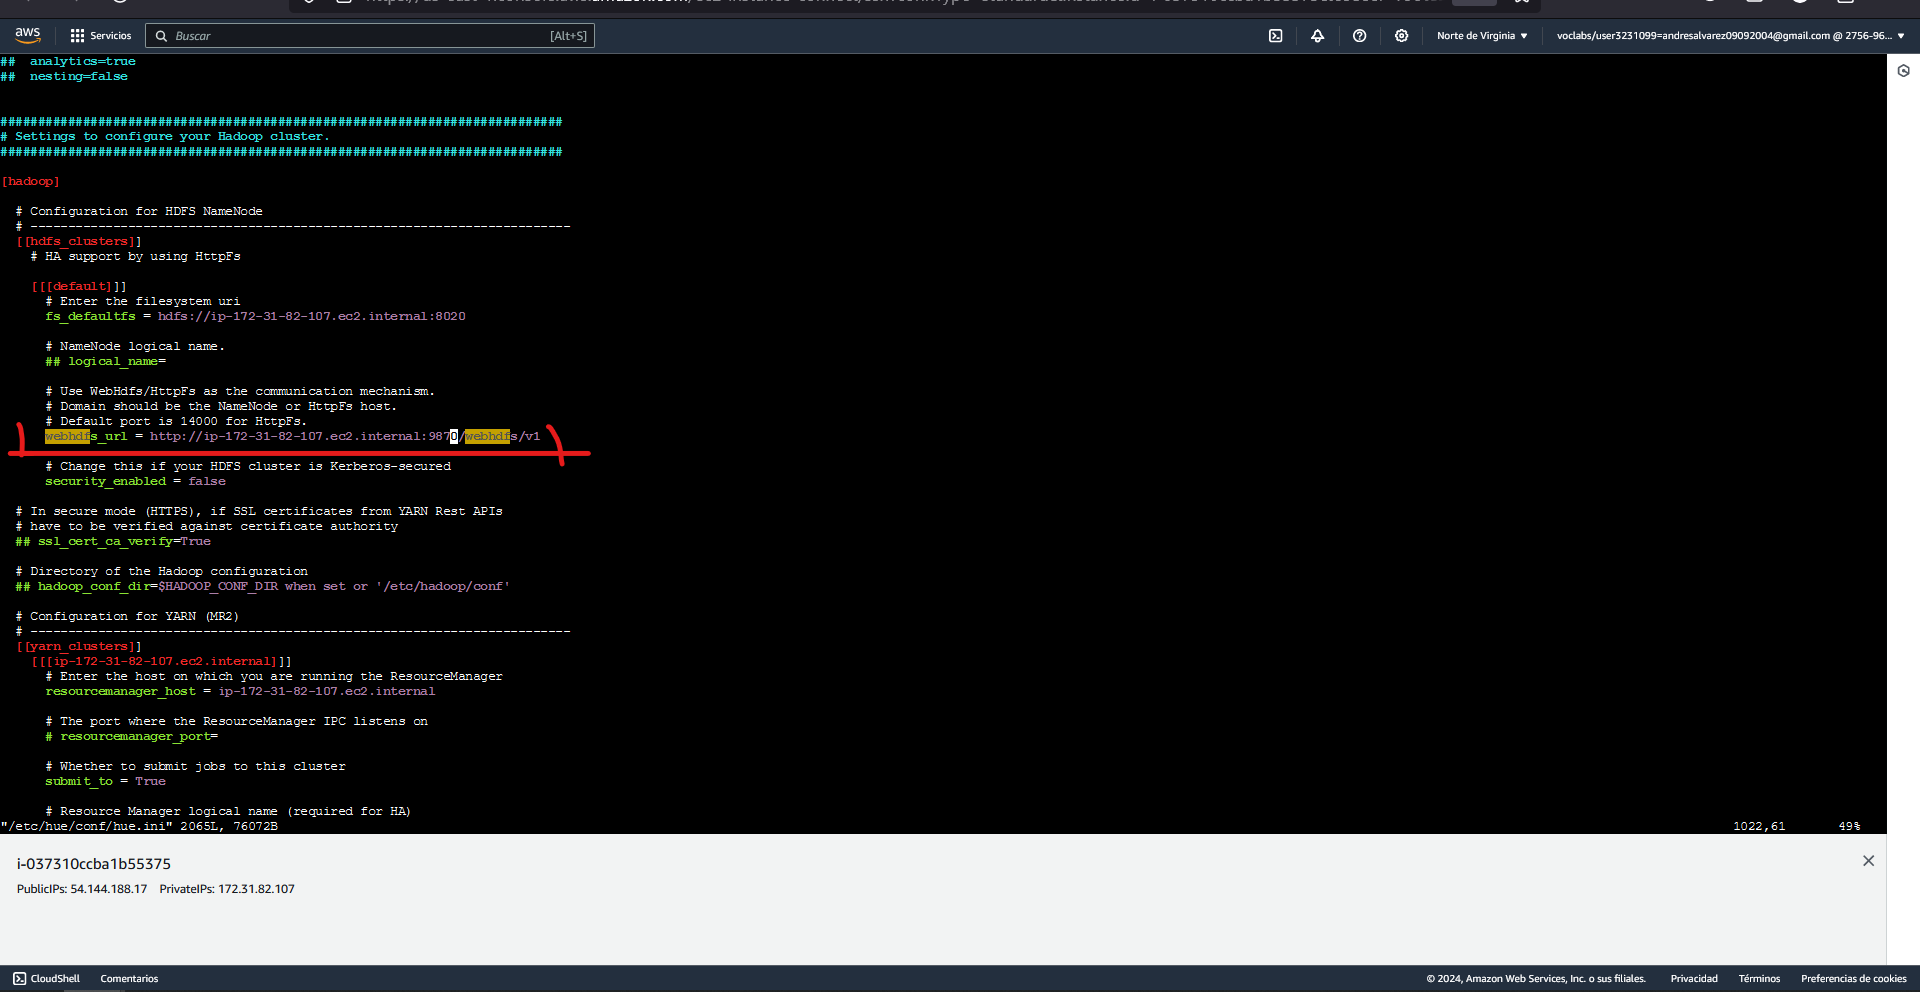 aws
Servicios
Buscar
[Alt+S]
Norte de Virginia
voclabs/user3231099=andresalvarez09092004@gmail.com @ 2756-96...
##  analytics=true
##  nesting=false
###########################################################################
# Settings to configure your Hadoop cluster.
###########################################################################
[hadoop]
# Configuration for HDFS NameNode
# ------------------------------------------------------------------------
[[hdfs_clusters]]
# HA support by using HttpFs
[[[default]]]
# Enter the filesystem uri
fs_defaultfs = hdfs://ip-172-31-82-107.ec2.internal:8020
# NameNode logical name.
## logical_name=
# Use WebHdfs/HttpFs as the communication mechanism.
# Domain should be the NameNode or HttpFs host.
# Default port is 14000 for HttpFs.
webhdfs_url = http://ip-172-31-82-107.ec2.internal:9870/webhdfs/v1
# Change this if your HDFS cluster is Kerberos-secured
security_enabled = false
# In secure mode (HTTPS), if SSL certificates from YARN Rest APIs
# have to be verified against certificate authority
## ssl_cert_ca_verify=True
# Directory of the Hadoop configuration
## hadoop_conf_dir=$HADOOP_CONF_DIR when set or '/etc/hadoop/conf'
# Configuration for YARN (MR2)
# ------------------------------------------------------------------------
[[yarn_clusters]]
[[[ip-172-31-82-107.ec2.internal]]]
# Enter the host on which you are running the ResourceManager
resourcemanager_host = ip-172-31-82-107.ec2.internal
# The port where the ResourceManager IPC listens on
# resourcemanager_port=
# Whether to submit jobs to this cluster
submit_to = True
# Resource Manager logical name (required for HA)
"/etc/hue/conf/hue.ini" 2065L, 76072B
1022,61
49%
i-037310ccba1b55375
PublicIPs: 54.144.188.17
PrivateIPs: 172.31.82.107
CloudShell
Comentarios
© 2024, Amazon Web Services, Inc. o sus filiales.
Privacidad
Términos
Preferencias de cookies